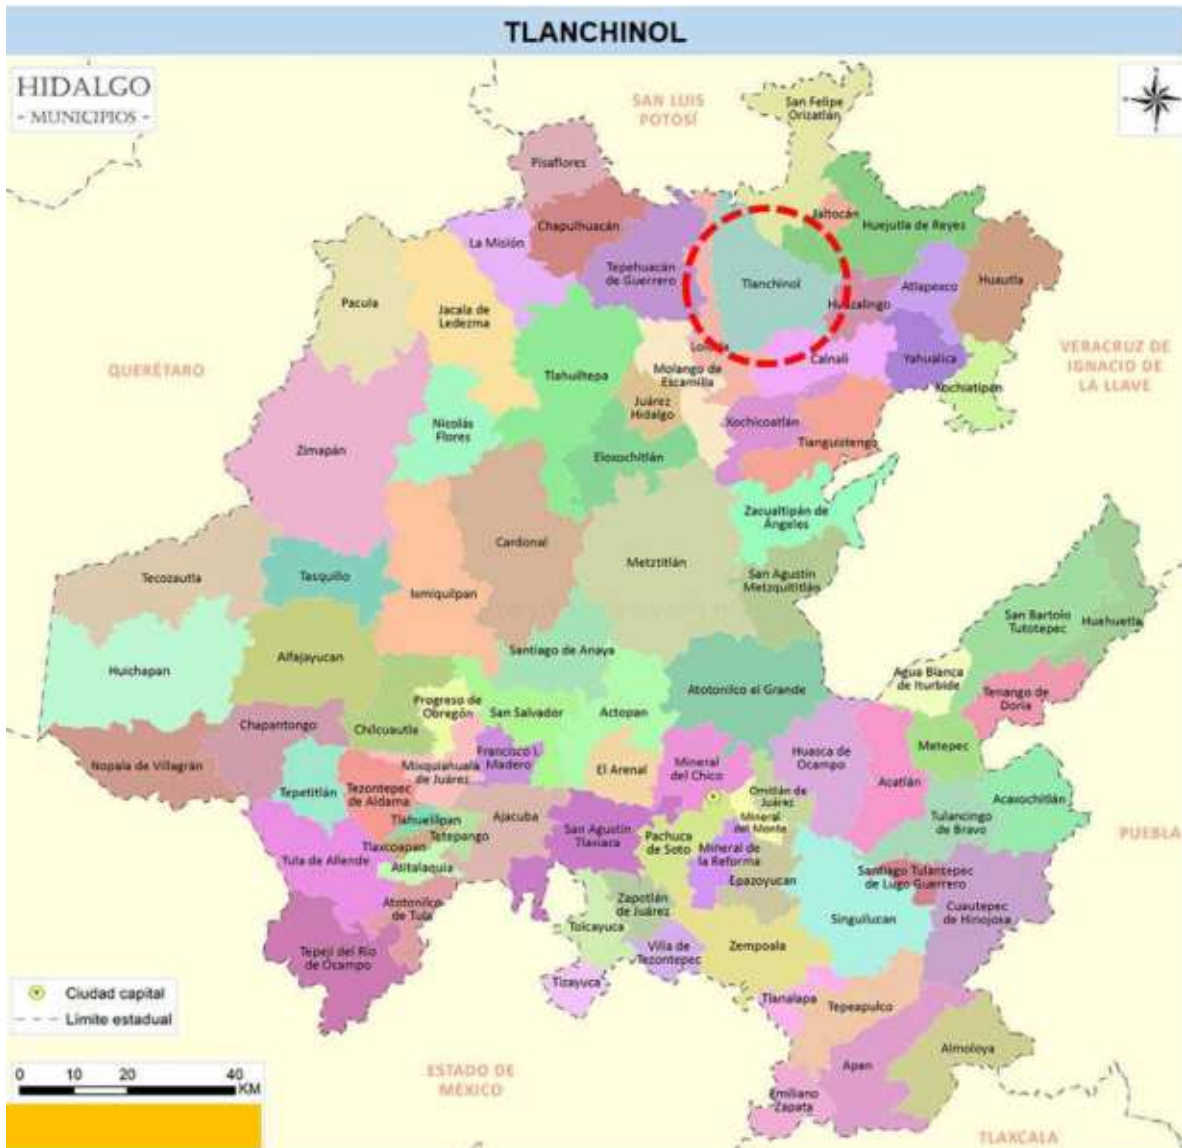 TLANCHINOL
HIDALGO
- MUNICIPIOS -
SAN LUIS
POTOSÍ
San Felipe
Orizatlán
Pisaflores
Chapulhuacán
La Misión
Jaltocán
Huejutla de Reyes
Tepehuacán
de Guerrero
Tlanchinol
Huazalingo
Atlapexco
Huautla
Pacula
Jacala de
Ledezma
Lolotla
Calnali
Yahualica
Xochiatipan
VERACRUZ DE
IGNACIO DE
LA LLAVE
QUERÉTARO
Tlahuiltepa
Molango de
Escamilla
Juárez
Hidalgo
Nicolás
Flores
Xochicoatlán
Tianguistengo
Zimapán
Eloxochitlán
Zacualtipán de
Ángeles
Cardonal
Metztitlán
San Agustín
Metzquititlán
Tecozautla
Tasquillo
Ixmiquilpan
San Bartolo
Tutotepec
Huehuetla
Huichapan
Alfajayucan
Santiago de Anaya
Agua Blanca
de Iturbide
Tenango de
Doria
Atotonilco el Grande
Progreso de
Obregón
San Salvador
Actopan
Chapantongo
Chilcuautla
Metepec
Nopala de Villagrán
Mixquiahuala
de Juárez
Francisco I.
Madero
El Arenal
Mineral
del Chico
Huasca de
Ocampo
Acatlán
Tepetitlán
Tezontepec
de Aldama
Omitlán de
Juárez
Acaxochitlán
Tlahuelilpan
Tetepango
Ajacuba
San Agustín
Tlaxiaca
Pachuca
de Soto
Mineral
del Monte
Tulancingo
de Bravo
PUEBLA
Tlaxcoapan
Tula de Allende
Atitalaquia
Mineral de
la Reforma
Epazoyucan
Santiago Tulantepec
de Lugo Guerrero
Atotonilco
de Tula
Zapotlán
de Juárez
Tolcayuca
Singuilucan
Cuautepec
de Hinojosa
Tepeji del Río
de Ocampo
Villa de
Tezontepec
Zempoala
Tizayuca
Tlanalapa
Tepeapulco
Ciudad capital
Límite estadual
Almoloya
Apan
Emiliano
Zapata
ESTADO DE
MÉXICO
TLAXCALA
0 10 20 40
KM